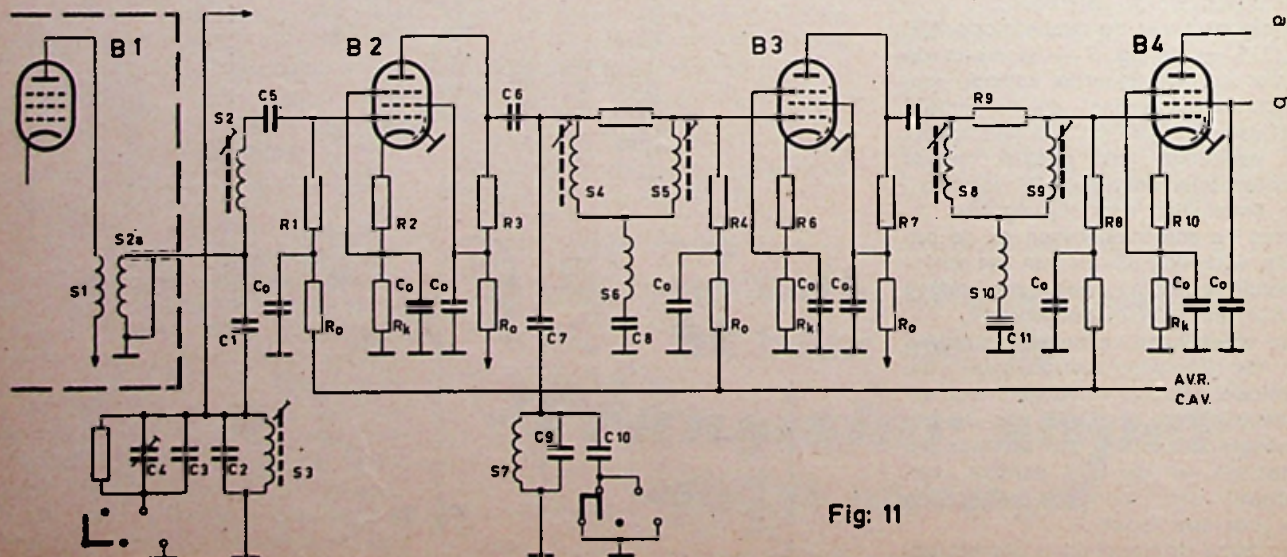 B1
B2
B3
B4
a
g
C5
C6
S2
R9
S4
S5
S8
S9
R1
R2
R3
R4
R6
R7
R8
R10
S2a
S1
C1
Co
Ro
Rk
Co
Co
Ro
C7
S6
C8
Co
Ro
Rk
Co
Co
Ro
S10
C11
Co
Rk
Co
Co
A.V.R.
C.AV.
C4
C3
C2
S3
S7
C9
C10
Fig: 11